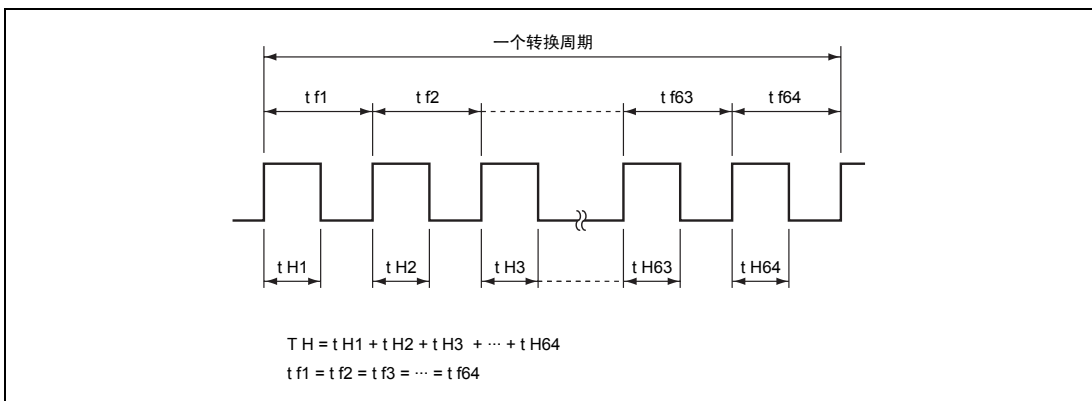 一个转换周期
t f1 t f2 t f63 t f64
t H1 t H2 t H3 t H63 t H64
T H = t H1 + t H2 + t H3 + ··· + t H64
t f1 = t f2 = t f3 = ··· = t f64